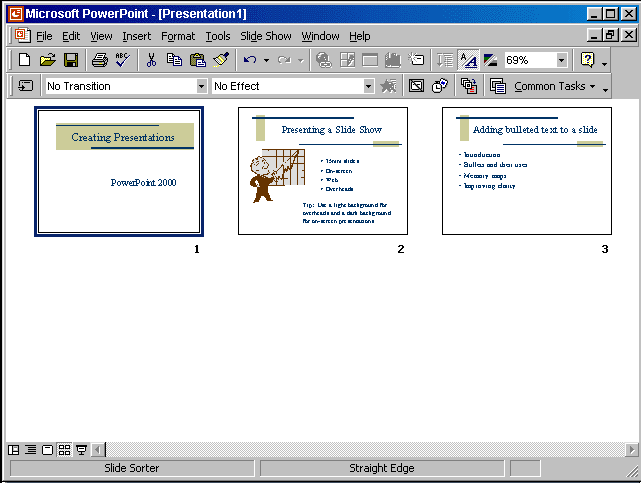 Microsoft PowerPoint - [Presentation1]
File Edit View Insert Format Tools Slide Show Window Help
ABC 69%
No Transition No Effect Common Tasks
Creating Presentations
PowerPoint 2000
1
Presenting a Slide Show
• 35mm slides
• On-screen
• Web
• Overheads
Tip: Use a light background for
overheads and a dark background
for on-screen presentations
2
Adding bulleted text to a slide
• Introduction
• Bullets and their uses
• Memory maps
• Improving clarity
3
Slide Sorter Straight Edge